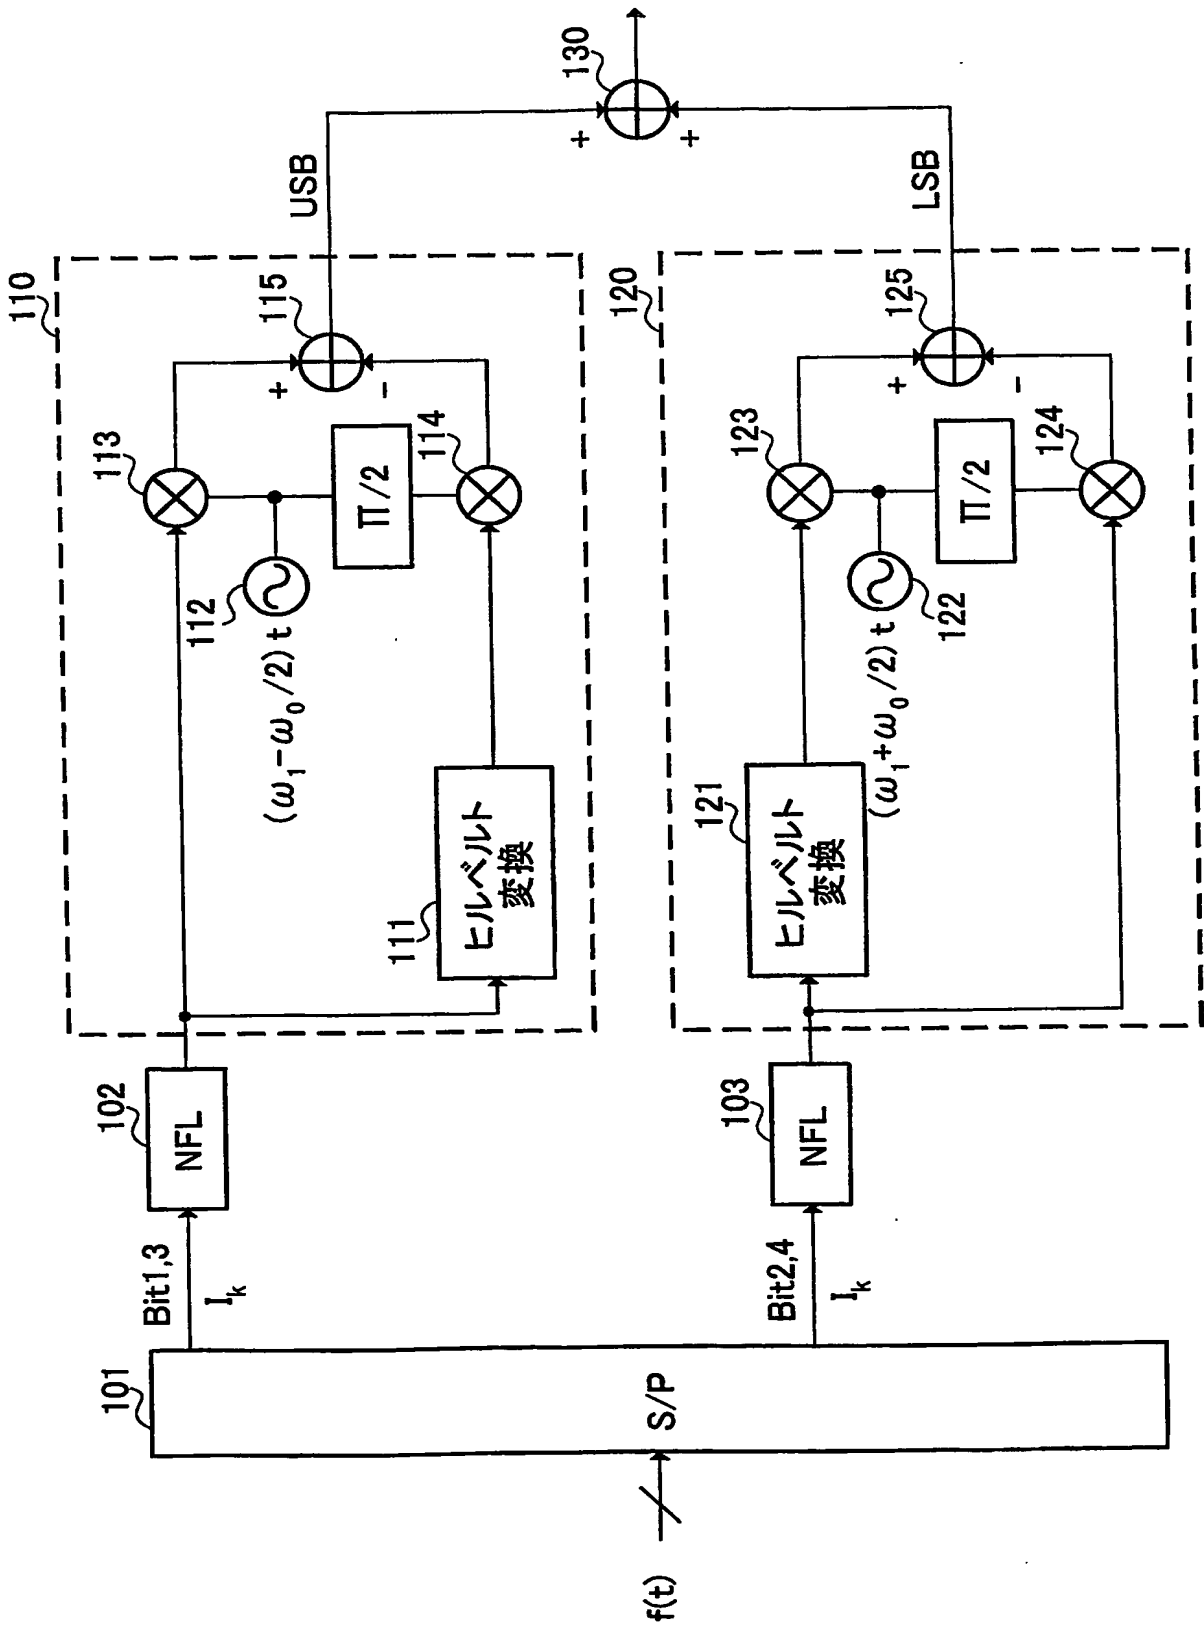 f(t)
101
S/P
Bit1,3
I_k
102
NFL
110
111
ヒルベルト
変換
112
(ω₁-ω₀/2) t
113
Π/2
114
115
+
-
USB
Bit2,4
I_k
103
NFL
120
121
ヒルベルト
変換
122
(ω₁+ω₀/2) t
123
Π/2
124
125
+
-
LSB
130
+
+